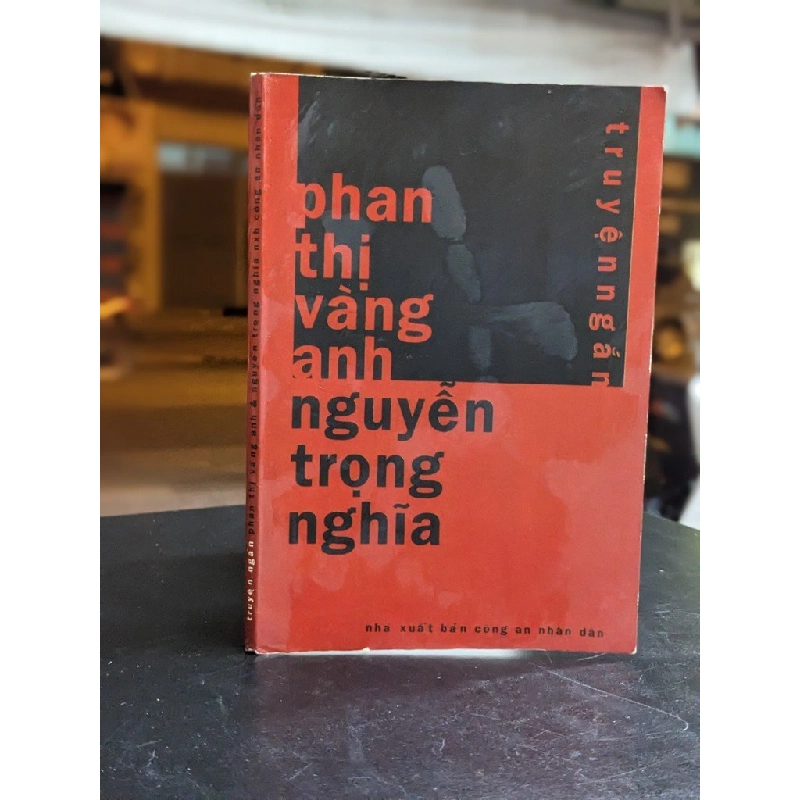 truyện ngắn
phan
thị
vàng
anh
nguyễn
trọng
nghĩa
nhà xuất bản công an nhân dân
truyện ngắn phan thị vàng anh & nguyễn trọng nghĩa nxb công an nhân dân